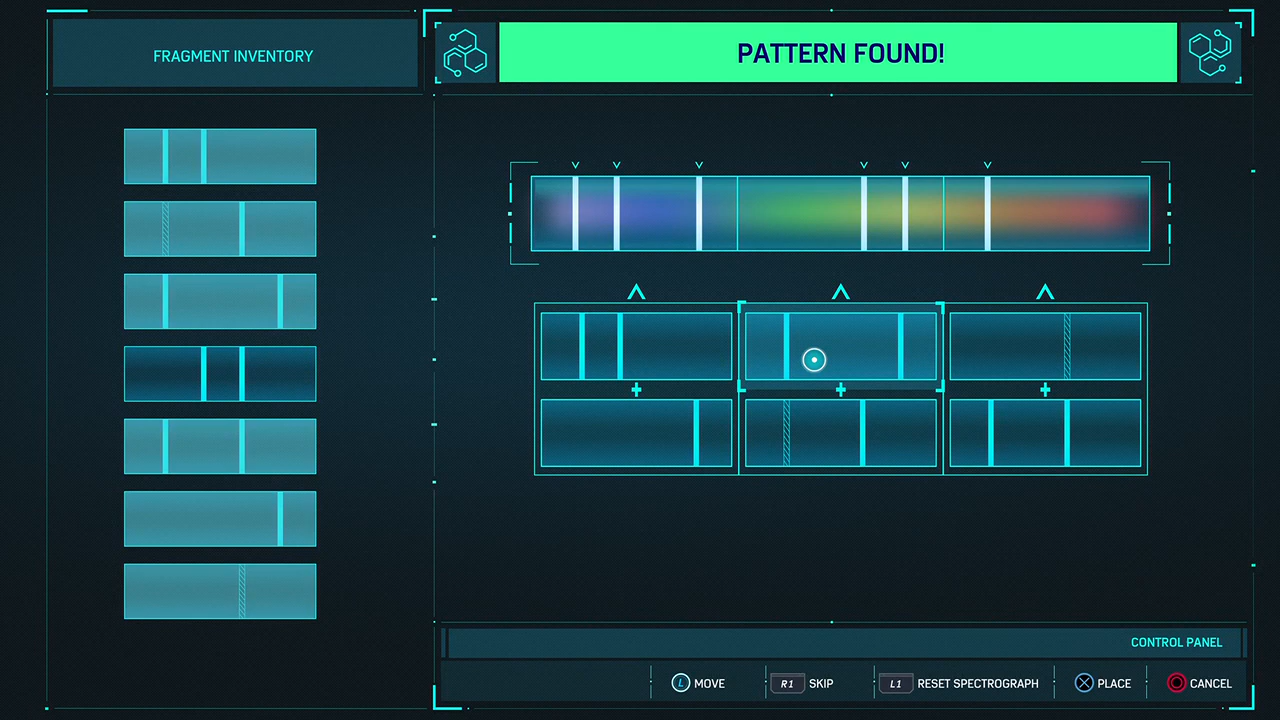 FRAGMENT INVENTORY
PATTERN FOUND!
CONTROL PANEL
L MOVE
R1 SKIP
L1 RESET SPECTROGRAPH
PLACE
CANCEL